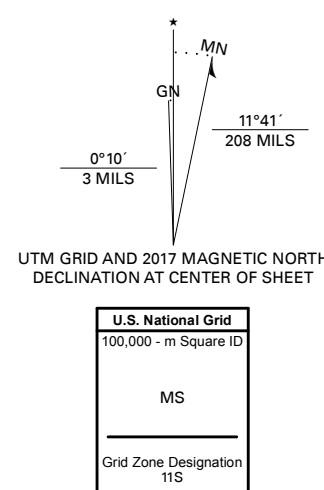 ★
MN
GN
11°41´
208 MILS
0°10´
3 MILS
UTM GRID AND 2017 MAGNETIC NORTH
DECLINATION AT CENTER OF SHEET
U.S. National Grid
100,000 - m Square ID
MS
Grid Zone Designation
11S